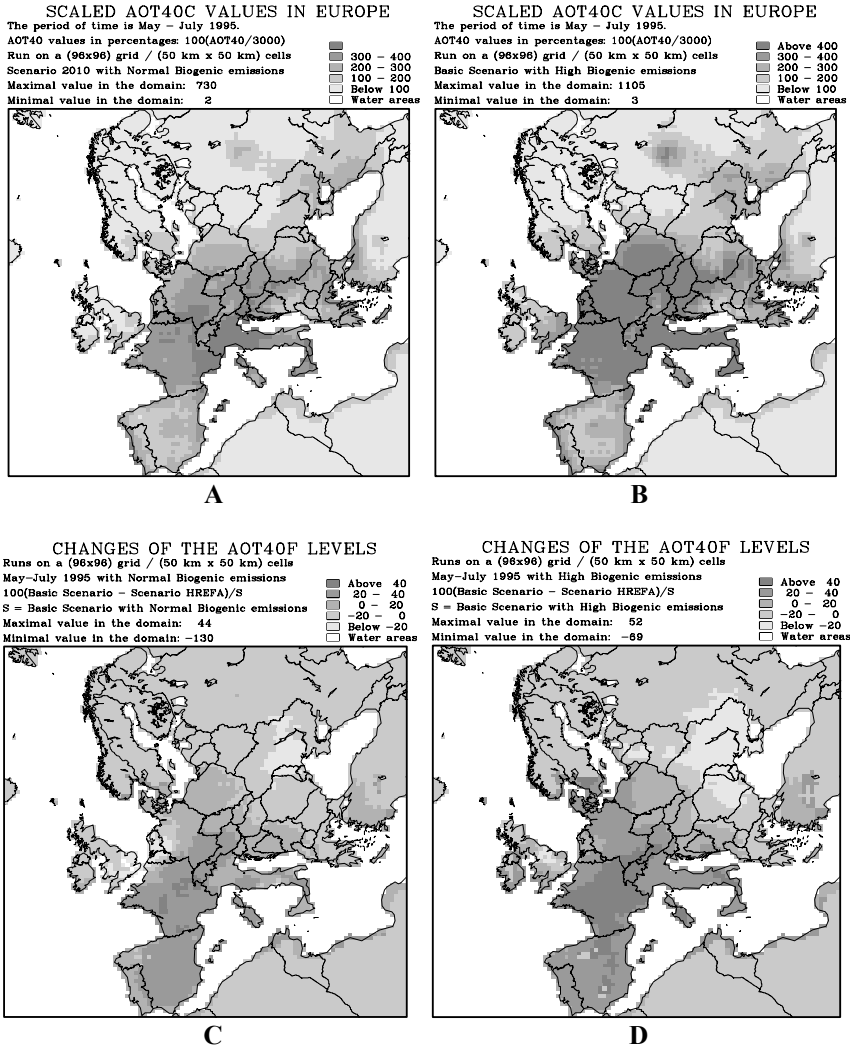 SCALED AOT40C VALUES IN EUROPE
The period of time is May - July 1995.
AOT40 values in percentages: 100(AOT40/3000)
Run on a (96x96) grid / (50 km x 50 km) cells
Scenario 2010 with Normal Biogenic emissions
Maximal value in the domain: 730
Minimal value in the domain: 2
300 - 400
200 - 300
100 - 200
Below 100
Water areas
A
SCALED AOT40C VALUES IN EUROPE
The period of time is May - July 1995.
AOT40 values in percentages: 100(AOT40/3000)
Run on a (96x96) grid / (50 km x 50 km) cells
Basic Scenario with High Biogenic emissions
Maximal value in the domain: 1105
Minimal value in the domain: 3
Above 400
300 - 400
200 - 300
100 - 200
Below 100
Water areas
B
CHANGES OF THE AOT40F LEVELS
Runs on a (96x96) grid / (50 km x 50 km) cells
May-July 1995 with Normal Biogenic emissions
100(Basic Scenario - Scenario HREFA)/S
S = Basic Scenario with Normal Biogenic emissions
Maximal value in the domain: 44
Minimal value in the domain: -130
Above 40
20 - 40
0 - 20
-20 - 0
Below -20
Water areas
C
CHANGES OF THE AOT40F LEVELS
Runs on a (96x96) grid / (50 km x 50 km) cells
May-July 1995 with High Biogenic emissions
100(Basic Scenario - Scenario HREFA)/S
S = Basic Scenario with High Biogenic emissions
Maximal value in the domain: 52
Minimal value in the domain: -69
Above 40
20 - 40
0 - 20
-20 - 0
Below -20
Water areas
D